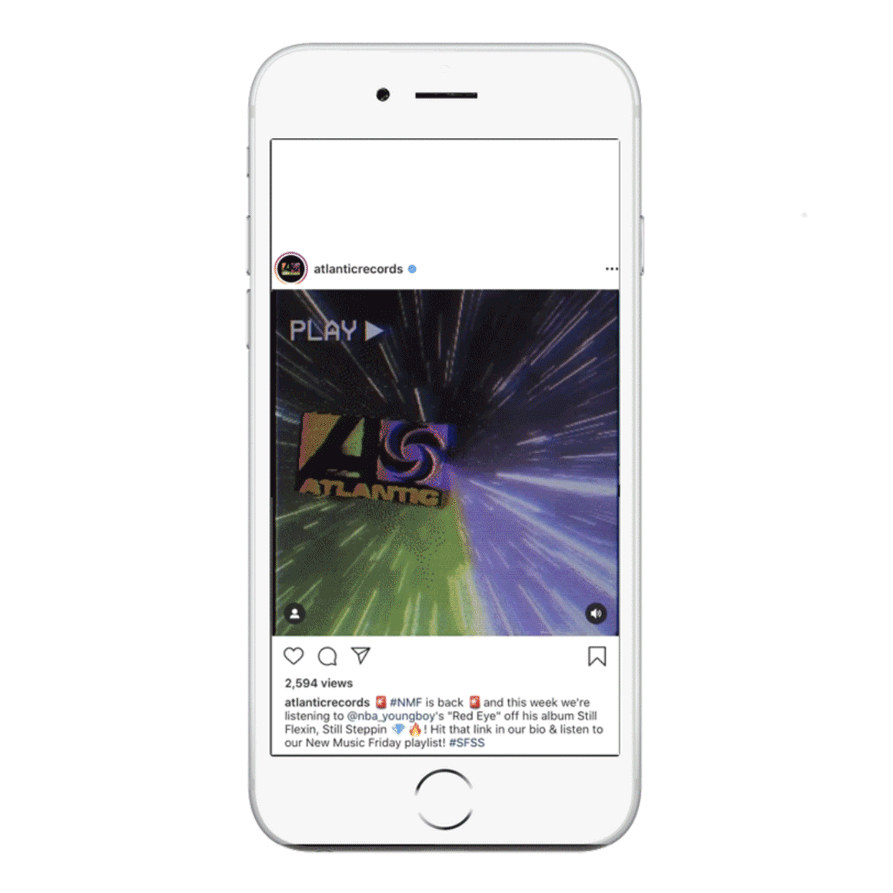 atlanticrecords
PLAY
ATLANTIC
2,594 views
atlanticrecords 🚨 #NMF is back 🚨 and this week we're
listening to @nba_youngboy's "Red Eye" off his album Still
Flexin, Still Steppin 💎 🔥! Hit that link in our bio & listen to
our New Music Friday playlist! #SFSS